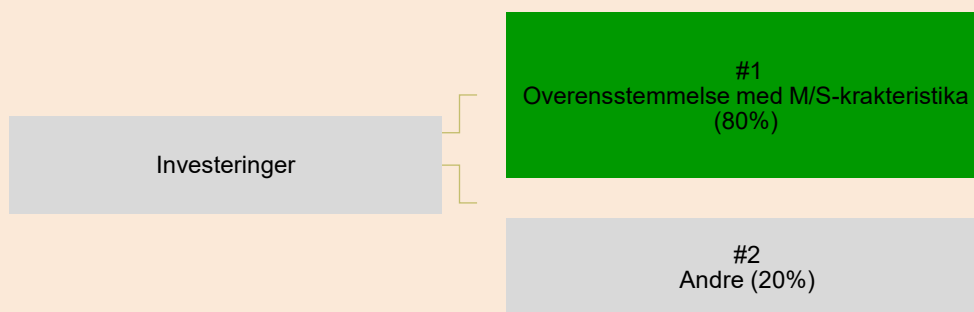 Investeringer
#1
Overensstemmelse med M/S-krakteristika
(80%)
#2
Andre (20%)